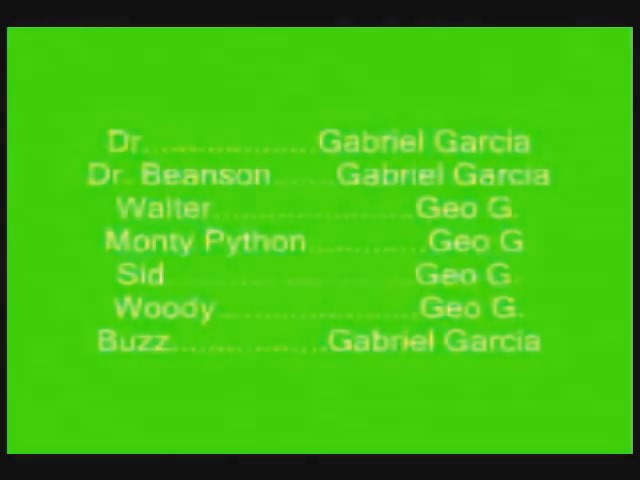 Dr....................Gabriel Garcia
Dr. Beanson.......Gabriel Garcia
Walter.......................Geo G.
Monty Python.............Geo G
Sid............................Geo G.
Woody......................Geo G.
Buzz.................Gabriel Garcia